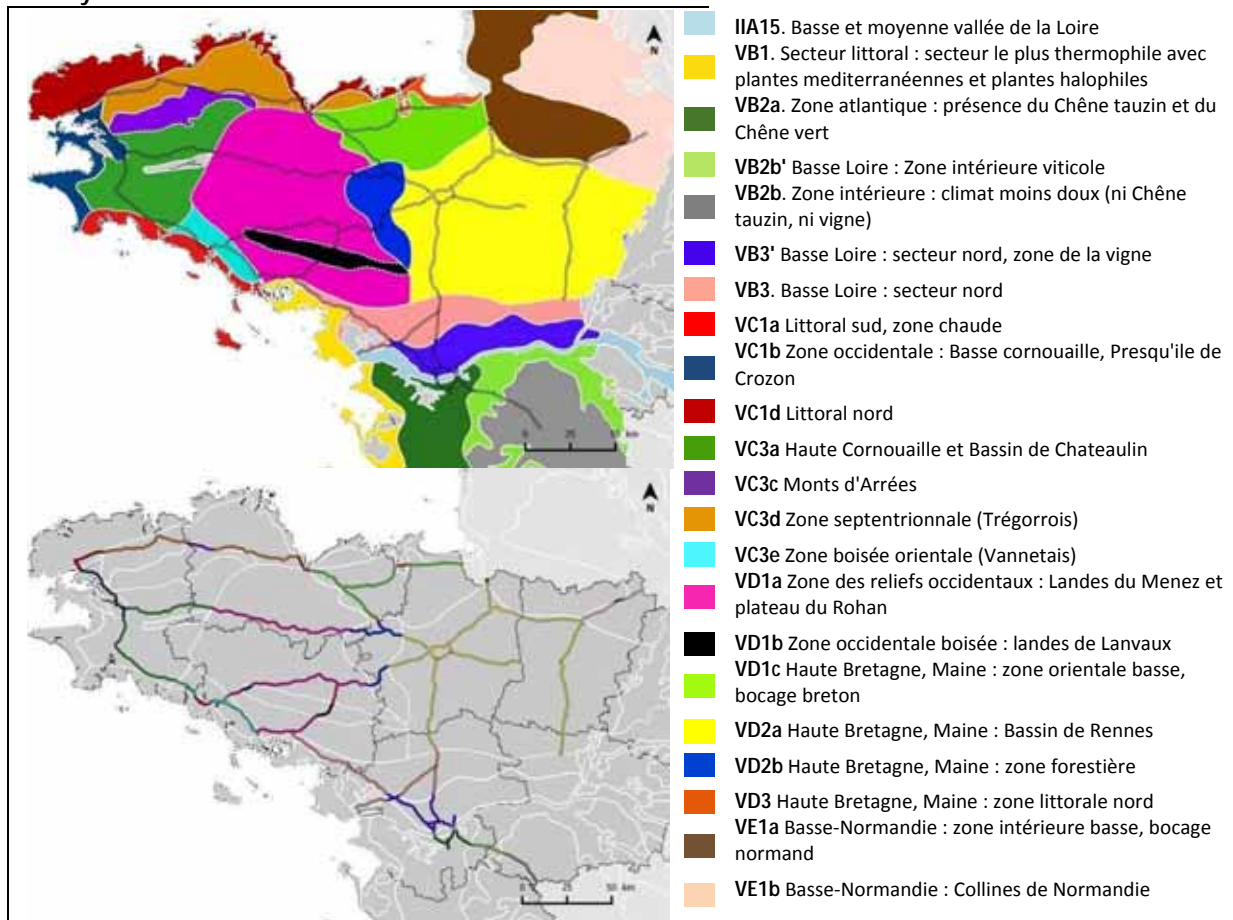 IIA15. Basse et moyenne vallée de la Loire
VB1. Secteur littoral : secteur le plus thermophile avec
plantes mediterranéennes et plantes halophiles
VB2a. Zone atlantique : présence du Chêne tauzin et du
Chêne vert
VB2b' Basse Loire : Zone intérieure viticole
VB2b. Zone intérieure : climat moins doux (ni Chêne
tauzin, ni vigne)
VB3' Basse Loire : secteur nord, zone de la vigne
VB3. Basse Loire : secteur nord
VC1a Littoral sud, zone chaude
VC1b Zone occidentale : Basse cornouaille, Presqu'ile de
Crozon
VC1d Littoral nord
VC3a Haute Cornouaille et Bassin de Chateaulin
VC3c Monts d'Arrées
VC3d Zone septentrionnale (Trégorrois)
VC3e Zone boisée orientale (Vannetais)
VD1a Zone des reliefs occidentaux : Landes du Menez et
plateau du Rohan
VD1b Zone occidentale boisée : landes de Lanvaux
VD1c Haute Bretagne, Maine : zone orientale basse,
bocage breton
VD2a Haute Bretagne, Maine : Bassin de Rennes
VD2b Haute Bretagne, Maine : zone forestière
VD3 Haute Bretagne, Maine : zone littorale nord
VE1a Basse-Normandie : zone intérieure basse, bocage
normand
VE1b Basse-Normandie : Collines de Normandie
N
0 25 50 km
N
0 25 50 km